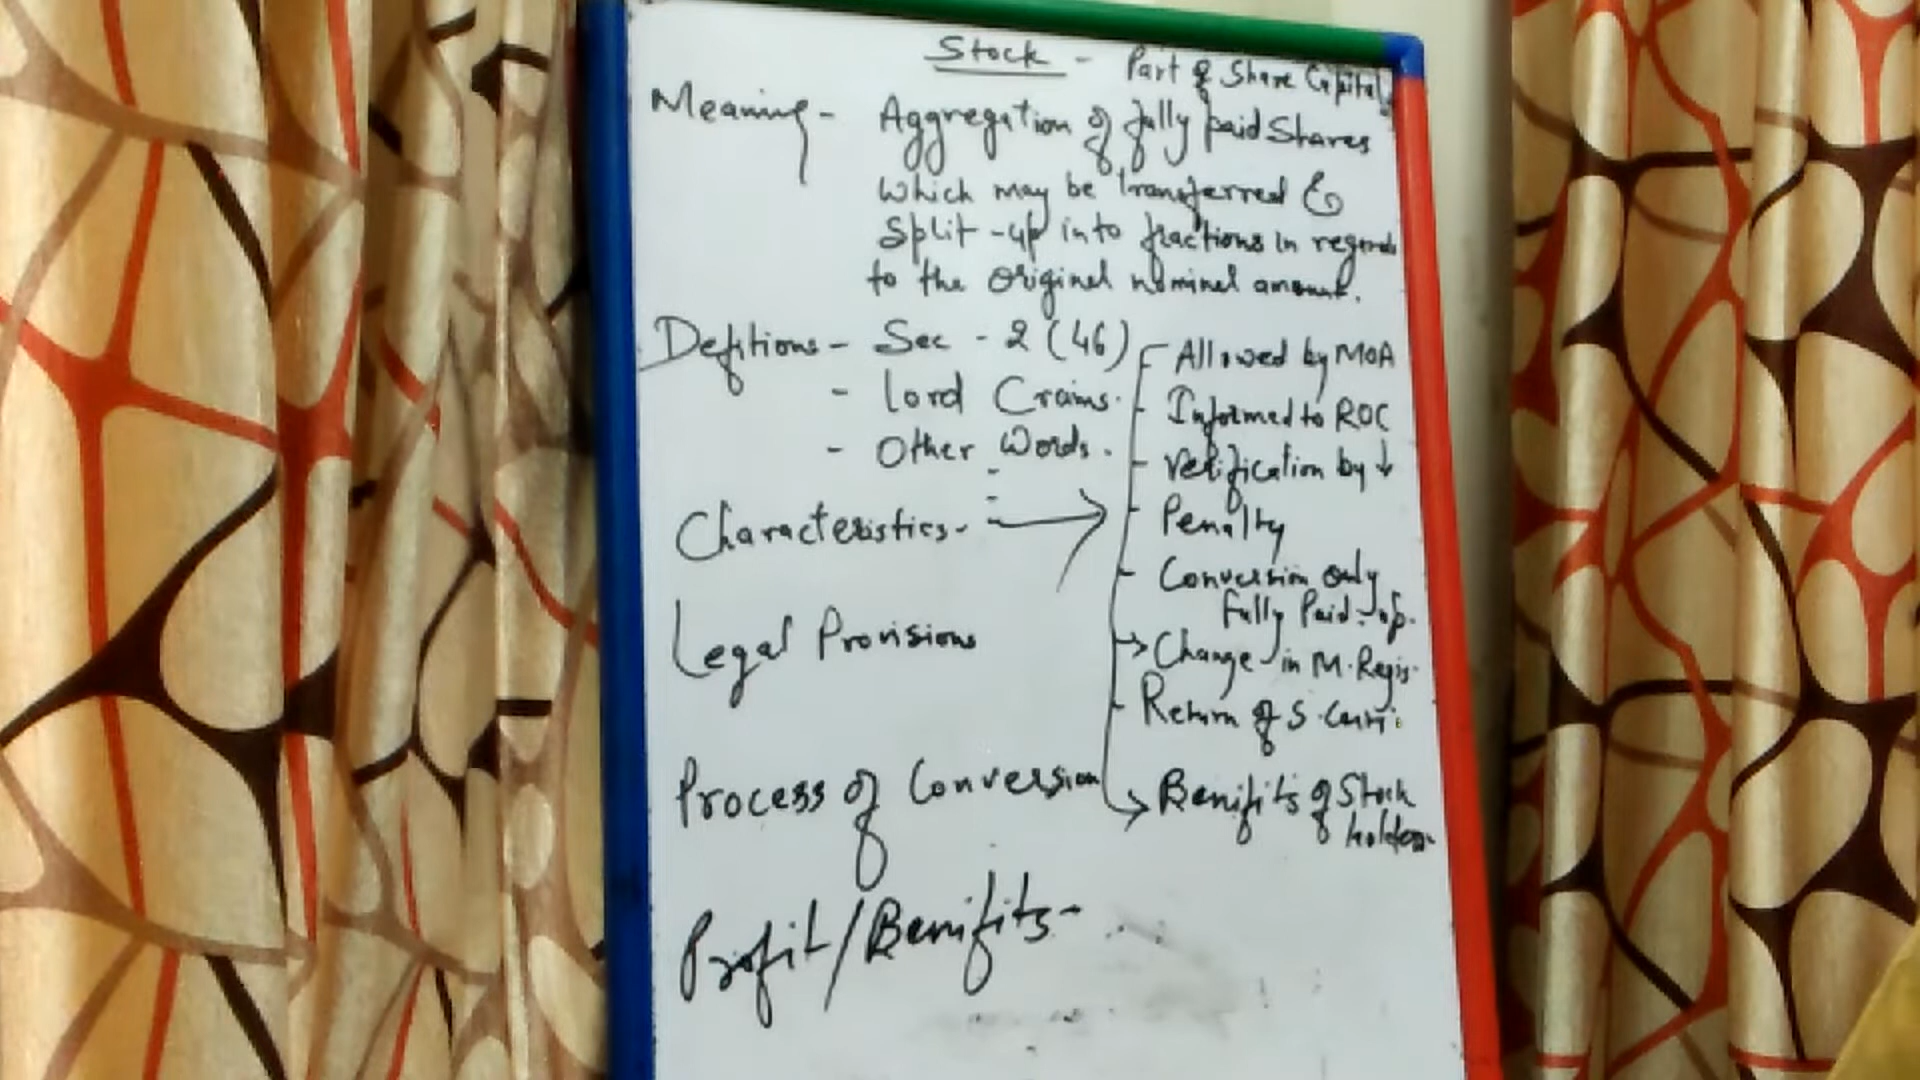 Stock - Part of Share Capital
Meaning - Aggregation of fully paid Shares
which may be transferred &
Split-up into fractions in regards
to the original nominal amount.
Defitions - Sec - 2 (46)
- Lord Crains.
- Other Words.
Characteristics -
Legal Provisions
Process of Conversion
Profit/Benifits -
Allowed by MOA
- Informed to ROC
- Verification by ↓
- Penalty
- Conversion only
Fully Paid-up.
→ Change in M. Regis.
- Return of S. Certi.
→ Benifits of Stock
holders